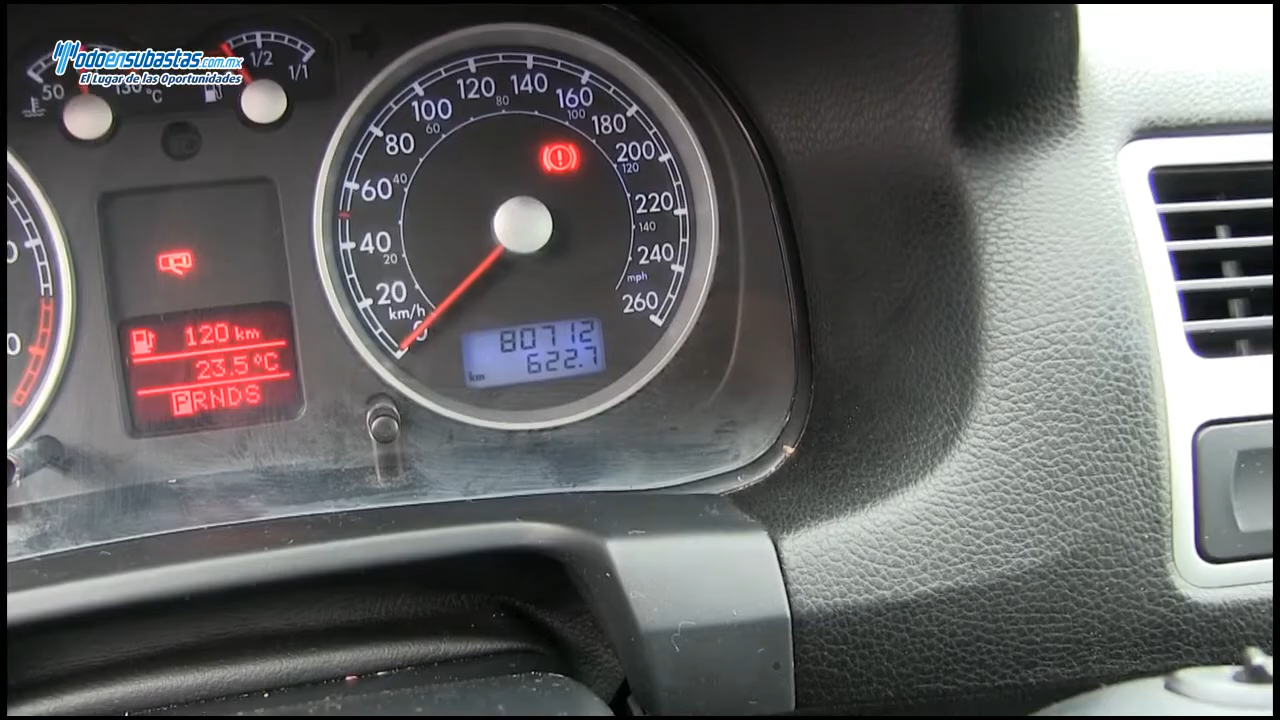 odoensubastas.com.mx
El Lugar de las Oportunidades
50
130 °C
1/2
1/1
120 km
23.5°C
PRNDS
0
20
40
60
80
100
120
140
160
180
200
220
240
260
km/h
20
40
60
80
100
120
140
mph
80712
622.7
km